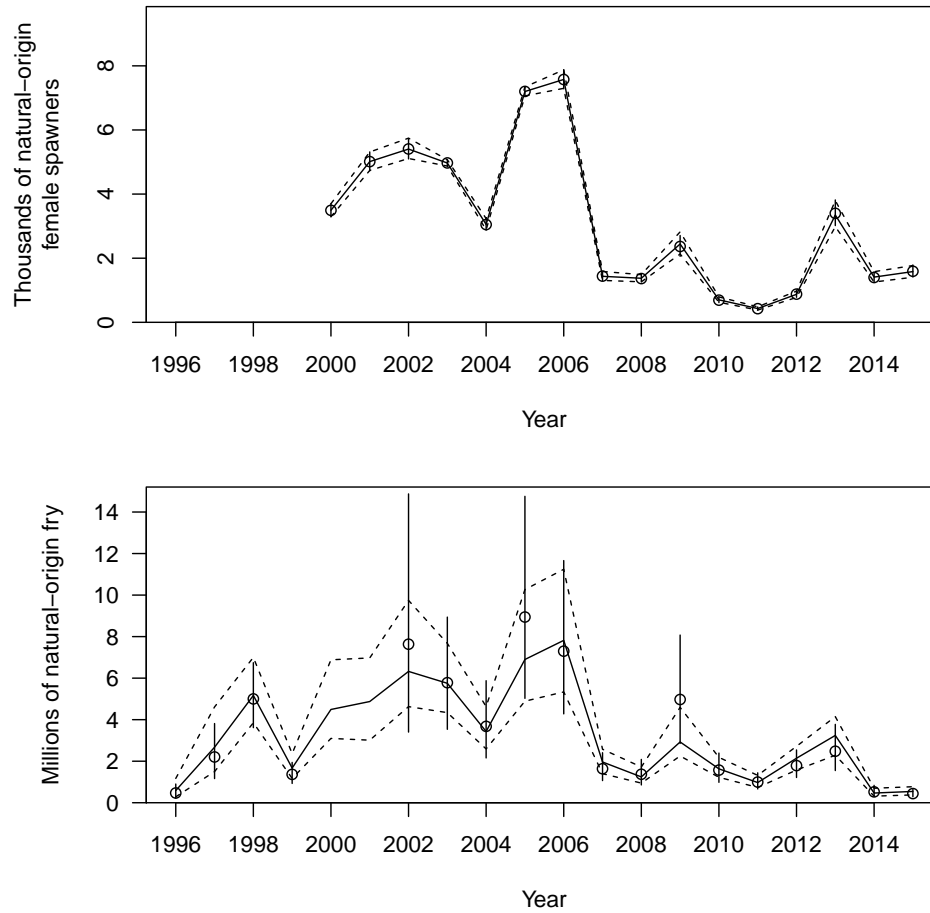 Thousands of natural−origin
female spawners
8
6
4
2
0
1996 1998 2000 2002 2004 2006 2008 2010 2012 2014
Year
Millions of natural−origin fry
14
12
10
8
6
4
2
0
1996 1998 2000 2002 2004 2006 2008 2010 2012 2014
Year